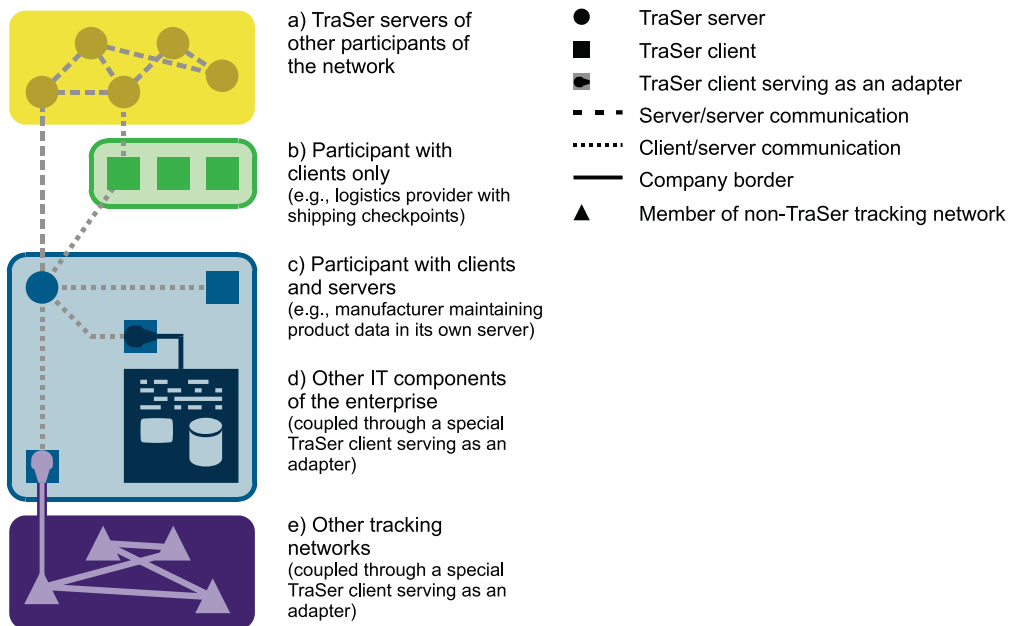 a) TraSer servers of
other participants of
the network
b) Participant with
clients only
(e.g., logistics provider with
shipping checkpoints)
c) Participant with clients
and servers
(e.g., manufacturer maintaining
product data in its own server)
d) Other IT components
of the enterprise
(coupled through a special
TraSer client serving as an
adapter)
e) Other tracking
networks
(coupled through a special
TraSer client serving as an
adapter)
TraSer server
TraSer client
TraSer client serving as an adapter
Server/server communication
Client/server communication
Company border
Member of non-TraSer tracking network